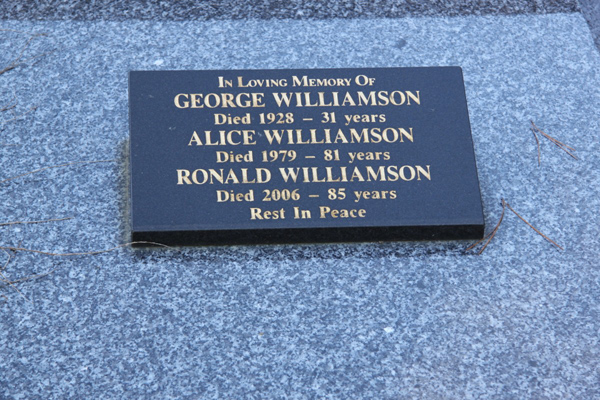 In Loving Memory Of
GEORGE WILLIAMSON
Died 1928 – 31 years
ALICE WILLIAMSON
Died 1979 – 81 years
RONALD WILLIAMSON
Died 2006 – 85 years
Rest In Peace